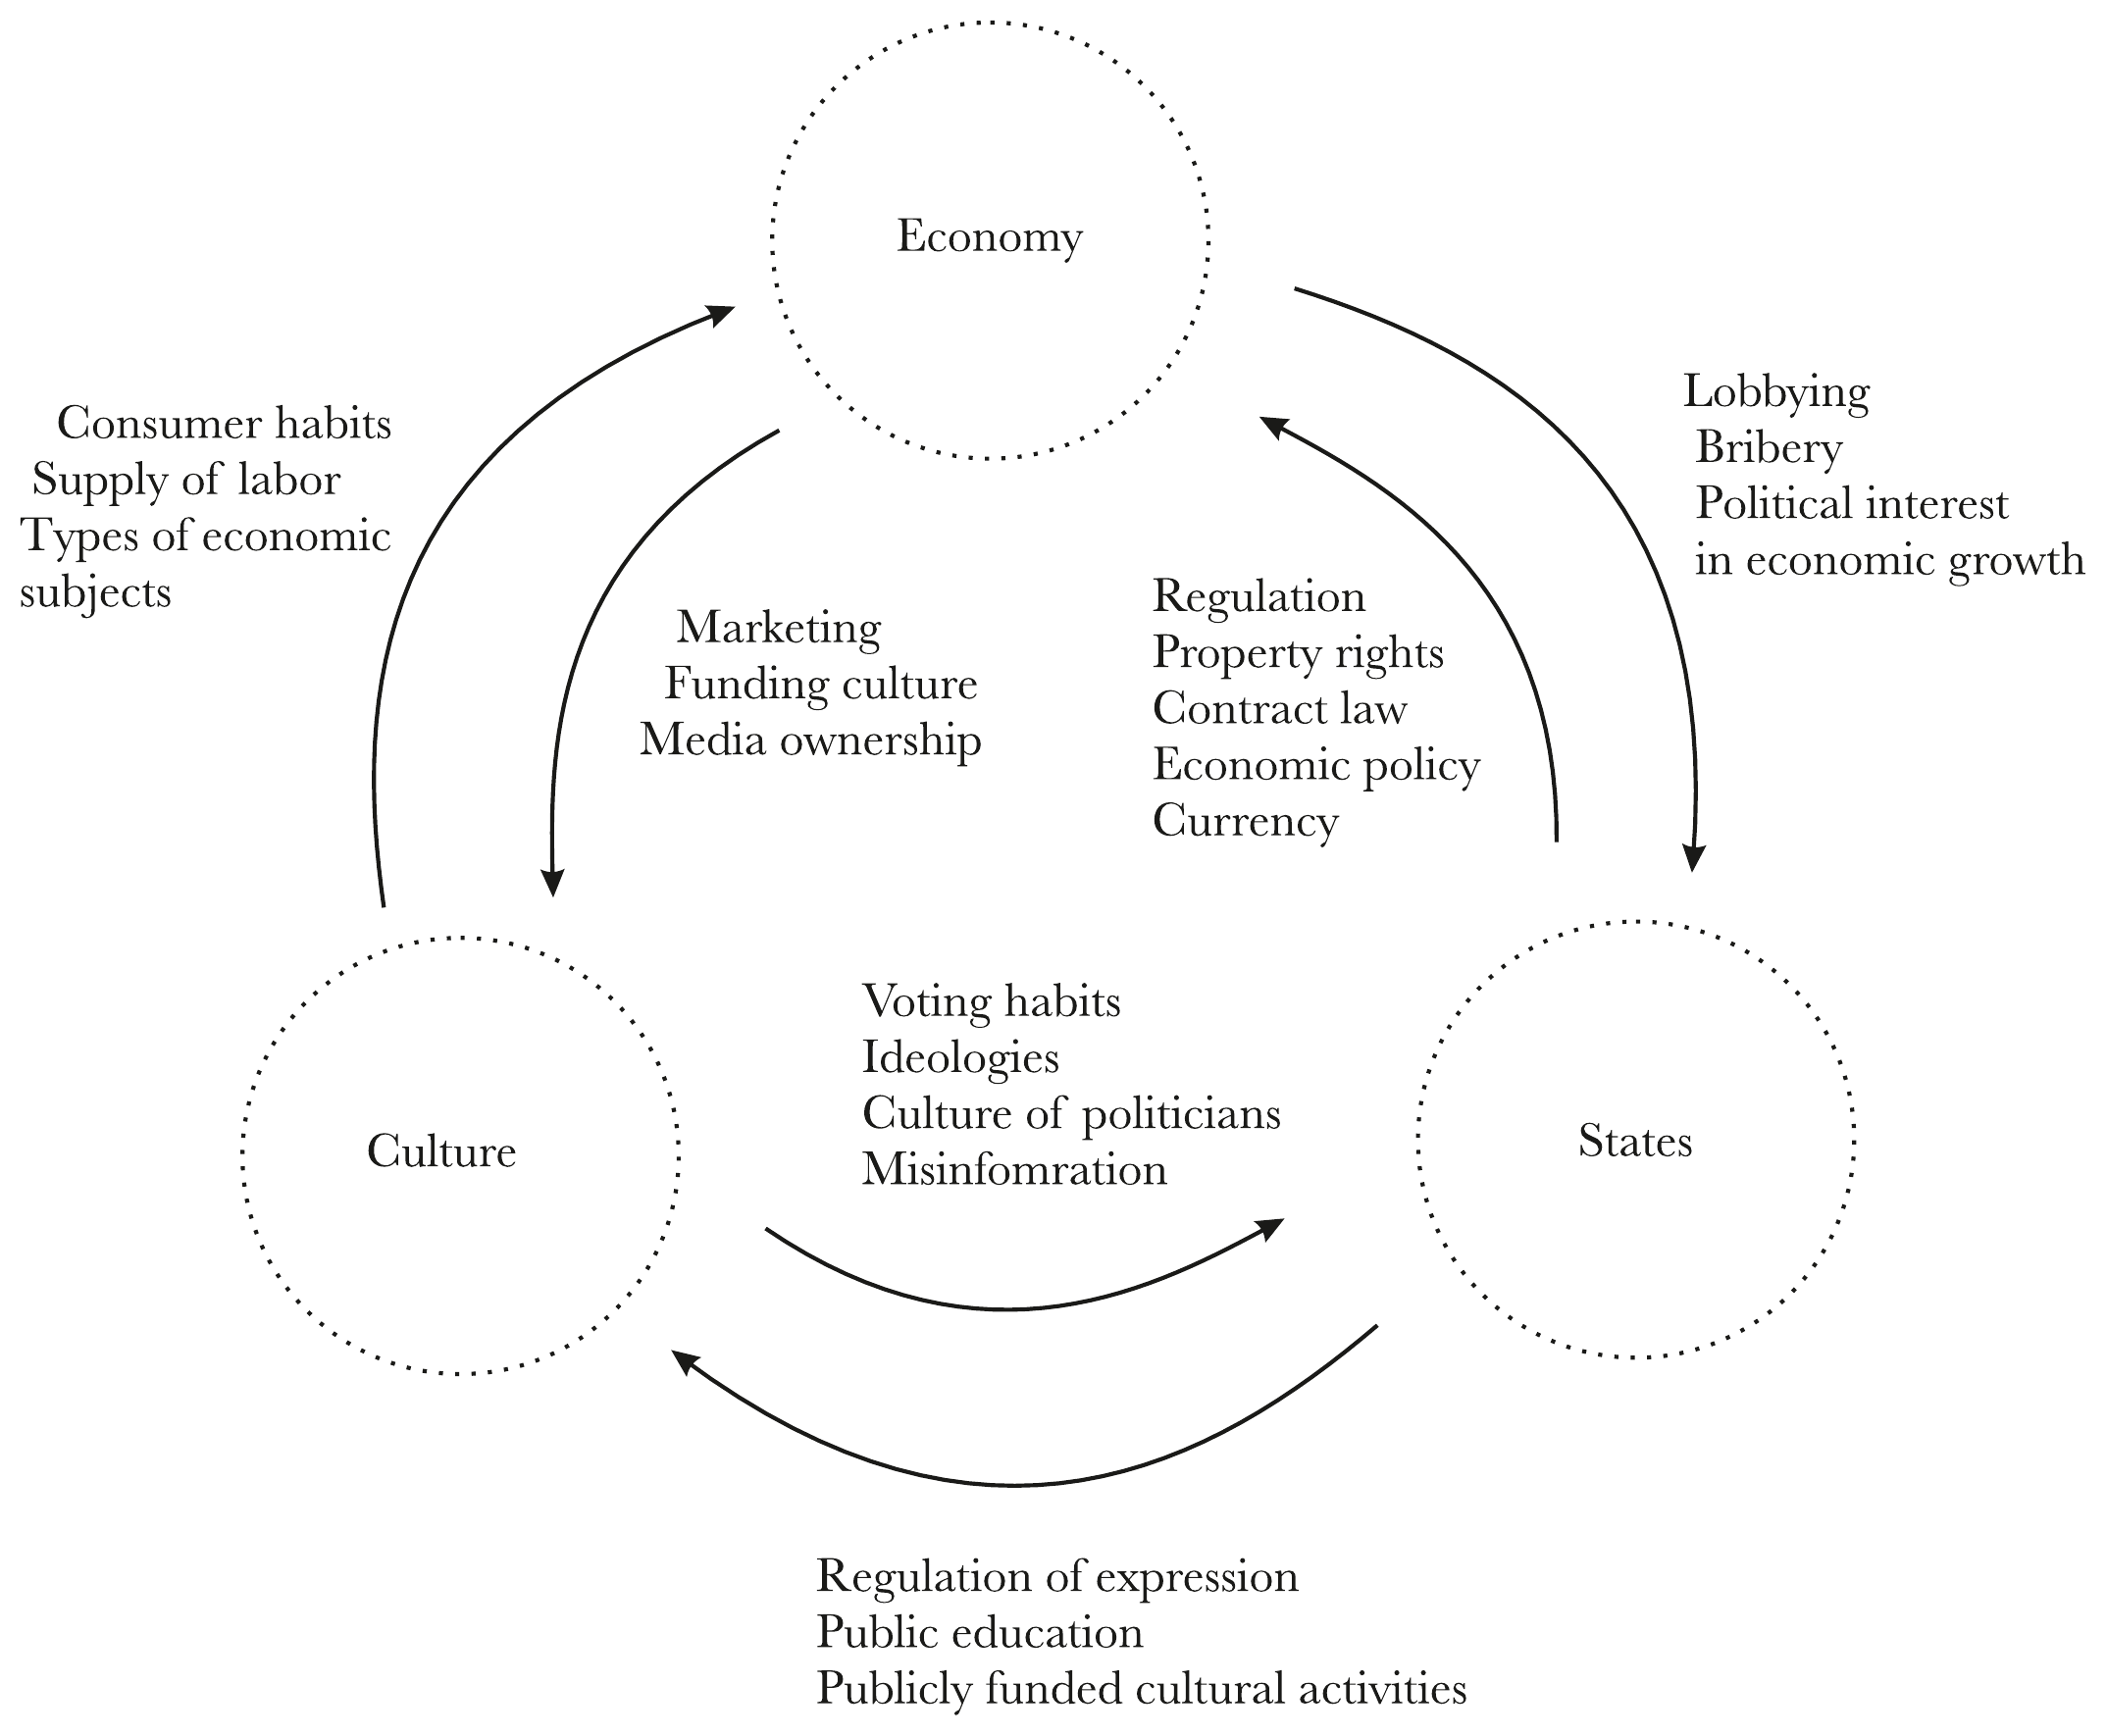 Economy
Consumer habits
Supply of labor
Types of economic
subjects
Marketing
Funding culture
Media ownership
Regulation
Property rights
Contract law
Economic policy
Currency
Lobbying
Bribery
Political interest
in economic growth
Culture
Voting habits
Ideologies
Culture of politicians
Misinfomration
States
Regulation of expression
Public education
Publicly funded cultural activities